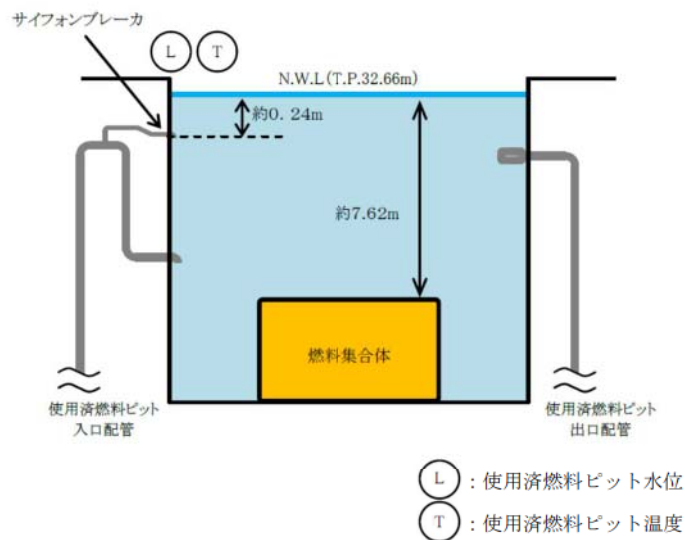 サイフォンブレーカ
L
T
N.W.L(T.P.32.66m)
約0.24m
約7.62m
燃料集合体
使用済燃料ピット
入口配管
使用済燃料ピット
出口配管
L：使用済燃料ピット水位
T：使用済燃料ピット温度